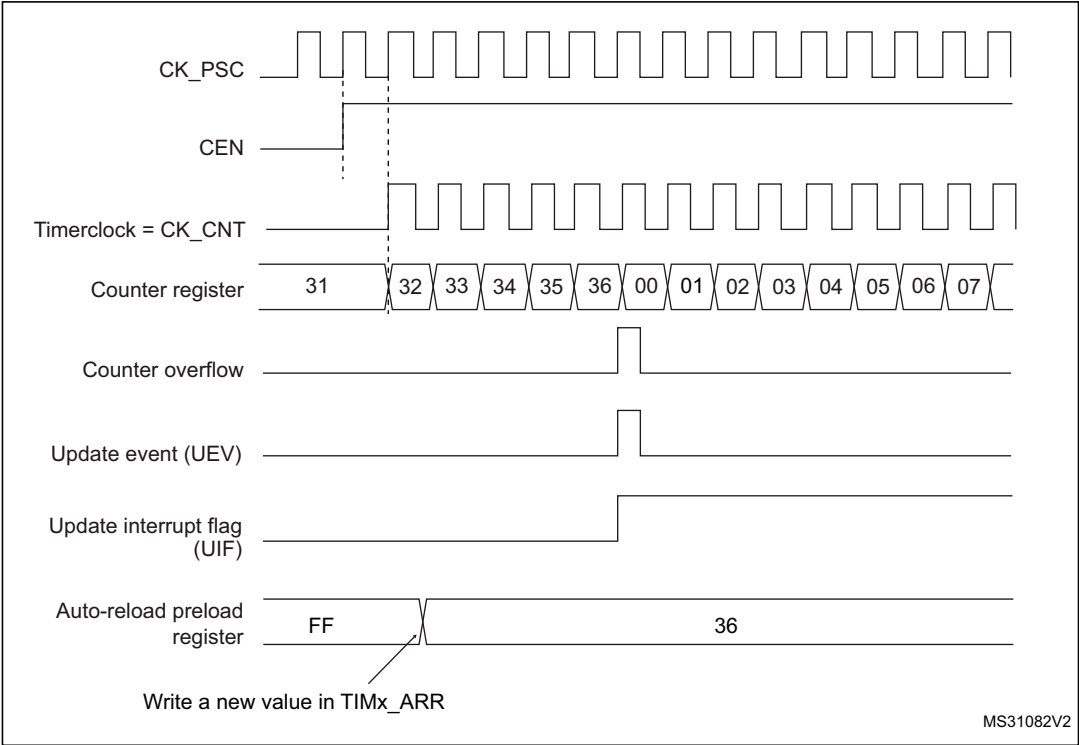 CK_PSC
CEN
Timerclock = CK_CNT
Counter register 31 32 33 34 35 36 00 01 02 03 04 05 06 07
Counter overflow
Update event (UEV)
Update interrupt flag
(UIF)
Auto-reload preload
register
FF 36
Write a new value in TIMx_ARR
MS31082V2